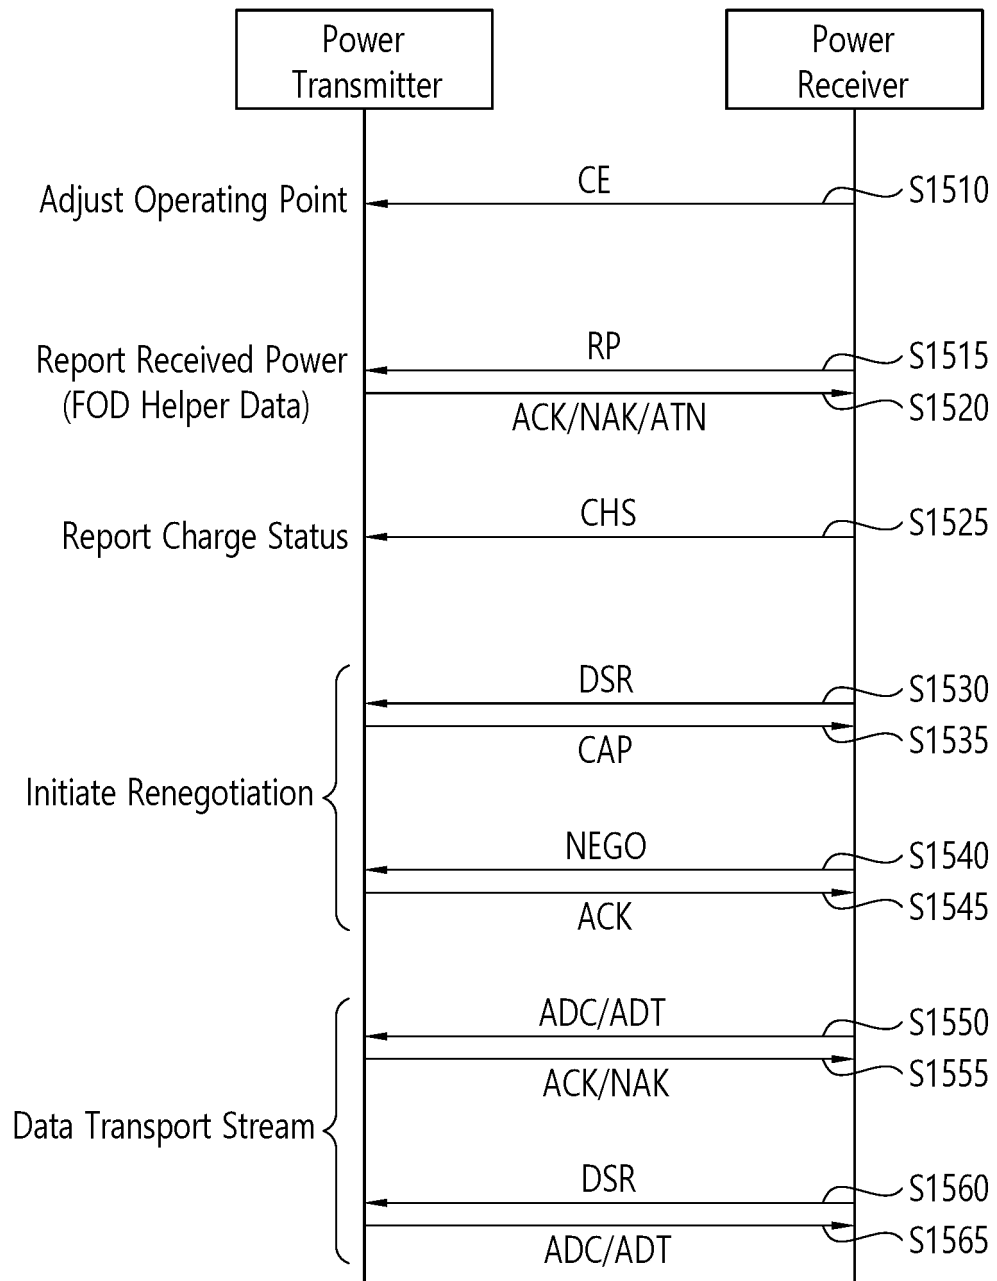 Power
Transmitter
Power
Receiver
CE
S1510
Adjust Operating Point
RP
S1515
Report Received Power
(FOD Helper Data)
S1520
ACK/NAK/ATN
CHS
S1525
Report Charge Status
DSR
S1530
S1535
CAP
Initiate Renegotiation
NEGO
S1540
S1545
ACK
ADC/ADT
S1550
S1555
ACK/NAK
Data Transport Stream
DSR
S1560
S1565
ADC/ADT